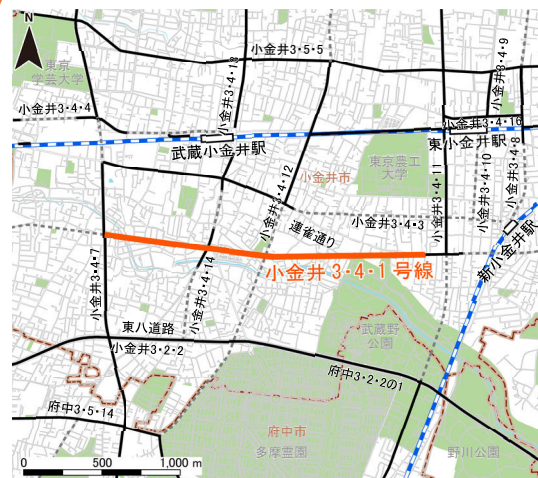 N
小金井3・4・9
小金井3・4・13
小金井3・5・5
東京
学芸大学
小金井3・4・4
小金井3・4・16
武蔵小金井駅
東小金井駅
小金井3・4・12
東京農工
大学
小金井3・4・11
小金井3・4・10
小金井3・4・8
小金井市
小金井3・4・3
連雀通り
新小金井駅
小金井3・4・7
小金井3・4・14
小金井 3・4・1 号線
東八道路
小金井3・2・2
武蔵野
公園
府中3・2・2の1
府中3・5・14
府中市
多摩霊園
野川公園
0 500 1,000 m